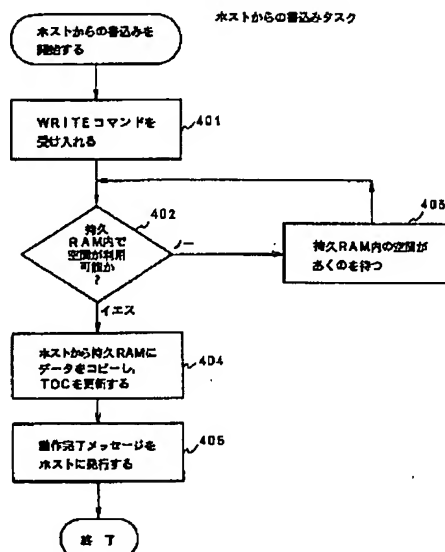 ホストからの書込みタスク
ホストからの書込みを
開始する
WRITEコマンドを
受け入れる
401
402
持久
RAM内で
空間が利用
可能か
?
ノー
403
持久RAM内の空間が
あくのを待つ
イエス
ホストから持久RAMに
データをコピーし、
TOCを更新する
404
動作完了メッセージを
ホストに発行する
405
終了